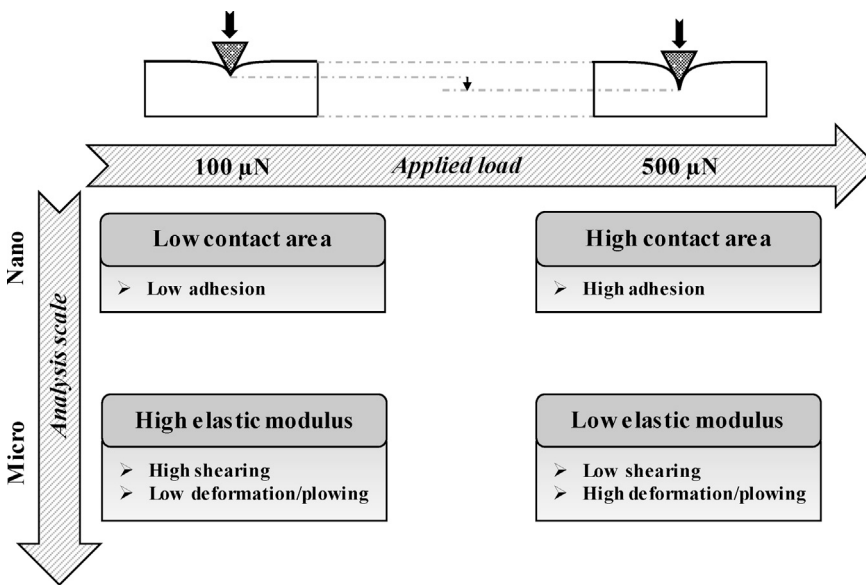 100 µN
Applied load
500 µN
Nano
Analysis scale
Micro
Low contact area
➢ Low adhesion
High contact area
➢ High adhesion
High elastic modulus
➢ High shearing
➢ Low deformation/plowing
Low elastic modulus
➢ Low shearing
➢ High deformation/plowing